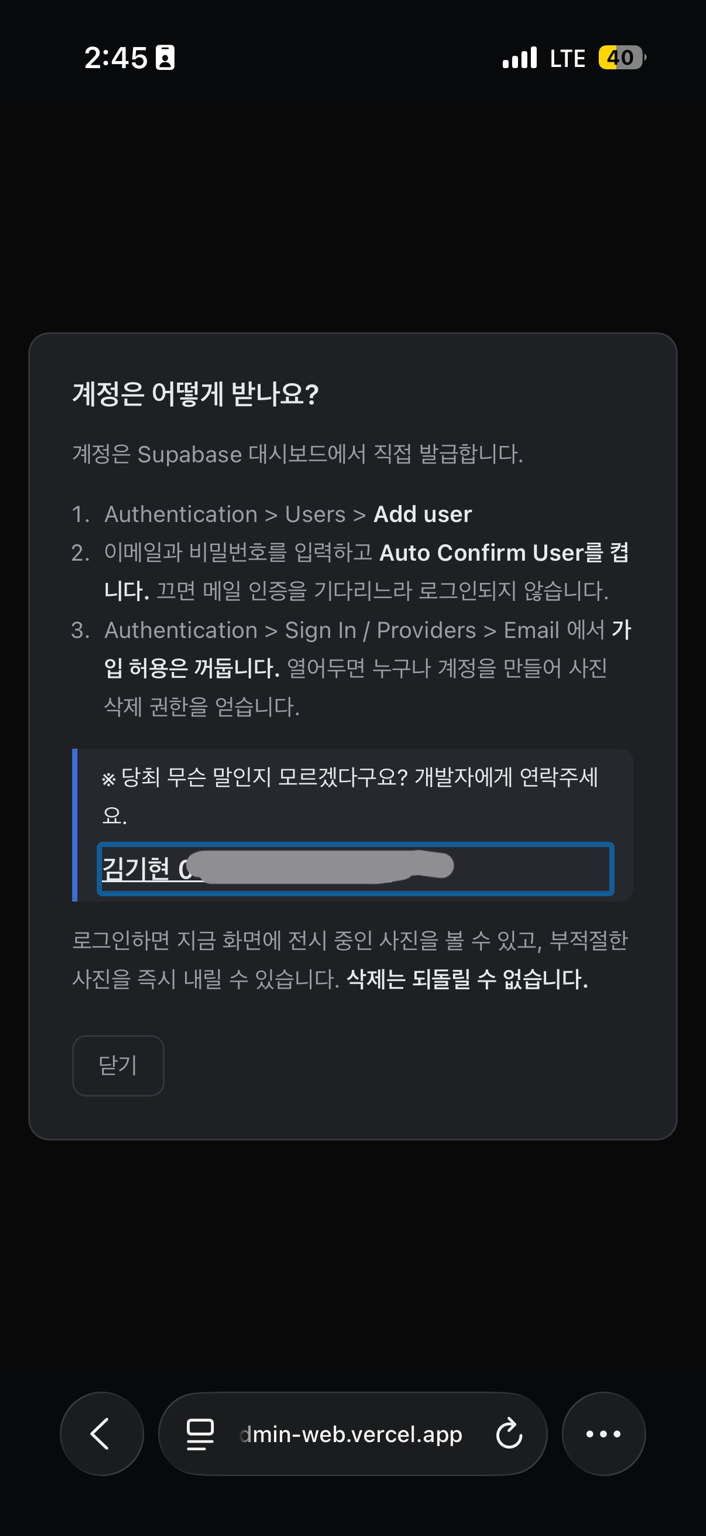 2:45
LTE
40
계정은 어떻게 받나요?
계정은 Supabase 대시보드에서 직접 발급합니다.
1. Authentication > Users > Add user
2. 이메일과 비밀번호를 입력하고 Auto Confirm User를 켭
니다. 끄면 메일 인증을 기다리느라 로그인되지 않습니다.
3. Authentication > Sign In / Providers > Email 에서 가
입 허용은 꺼둡니다. 열어두면 누구나 계정을 만들어 사진
삭제 권한을 얻습니다.
※ 당최 무슨 말인지 모르겠다구요? 개발자에게 연락주세
요.
김기현 0
로그인하면 지금 화면에 전시 중인 사진을 볼 수 있고, 부적절한
사진을 즉시 내릴 수 있습니다. 삭제는 되돌릴 수 없습니다.
닫기
dmin-web.vercel.app